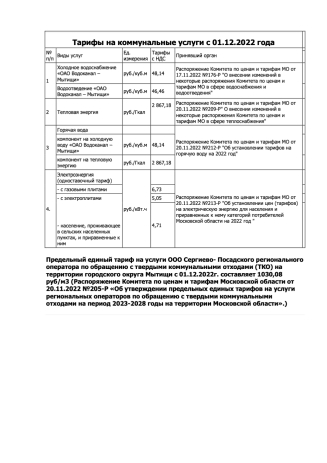 Тарифы на коммунальные услуги с 01.12.2022 года
№ п/п
Виды услуг
Ед. измерения
Тарифы с НДС
Принявший орган
1
Холодное водоснабжение
«ОАО Водоканал –
Мытищи»
руб./куб.м
48,14
Распоряжение Комитета по ценам и тарифам МО от
17.11.2022 №176-Р "О внесении изменений в
некоторые распоряжения Комитета по ценам и
тарифам МО в сфере водоснабжения и
водоотведения"
Водоотведение «ОАО
Водоканал – Мытищи»
руб./куб.м
46,46
2
Тепловая энергия
руб./Гкал
2 867,18
Распоряжение Комитета по ценам и тарифам МО от
20.11.2022 №209-Р" О внесении изменений в
некоторые распоряжения Комитета по ценам и
тарифам МО в сфере теплоснабжения"
3
Горячая вода
компонент на холодную
воду «ОАО Водоканал –
Мытищи»
руб./куб.м
48,14
Распоряжение Комитета по ценам и тарифам МО от
20.11.2022 №212-Р "Об установлении тарифов на
горячую воду на 2022 год"
компонент на тепловую
энергию
руб./Гкал
2 867,18
4.
Электроэнергия
(одноставочный тариф)
- с газовыми плитами
6,73
- с электроплитами
5,05
руб./кВт.ч
- население, проживающее
в сельских населенных
пунктах, и приравненные к
ним
4,71
Распоряжение Комитета по ценам и тарифам МО от
20.11.2022 №213-Р "Об установлении цен (тарифов)
на электрическую энергию для населения и
приравненных к нему категорий потребителей
Московской области на 2022 год "
Предельный единый тариф на услуги ООО Сергиево- Посадского регионального
оператора по обращению с твердыми коммунальными отходами (ТКО) на
территории городского округа Мытищи с 01.12.2022г. составляет 1030,08
руб/м3 (Распоряжение Комитета по ценам и тарифам Московской области от
20.11.2022 №205-Р «Об утверждении предельных единых тарифов на услуги
региональных операторов по обращению с твердыми коммунальными
отходами на период 2023-2028 годы на территории Московской области».)